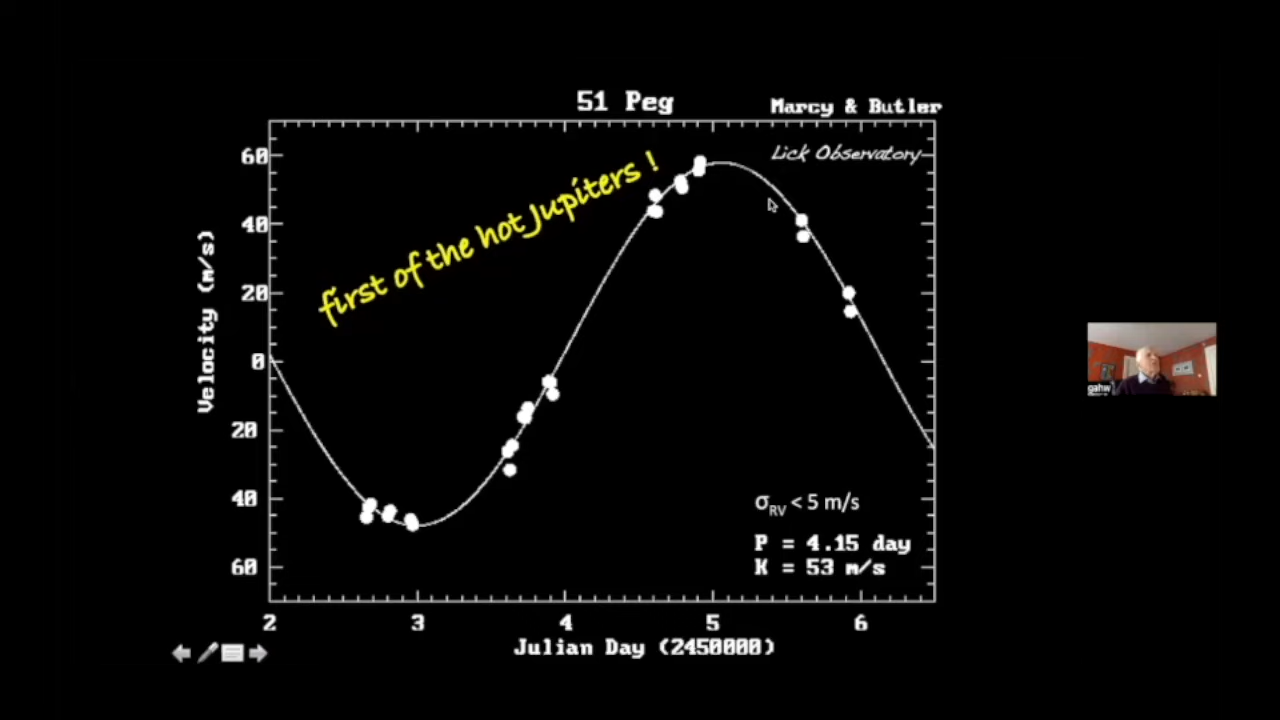 51 Peg
Marcy & Butler
Lick Observatory
first of the hot Jupiters !
60
40
20
0
20
40
60
Velocity (m/s)
σRV < 5 m/s
P = 4.15 day
K = 53 m/s
2 3 4 5 6
Julian Day (2450000)
gahw